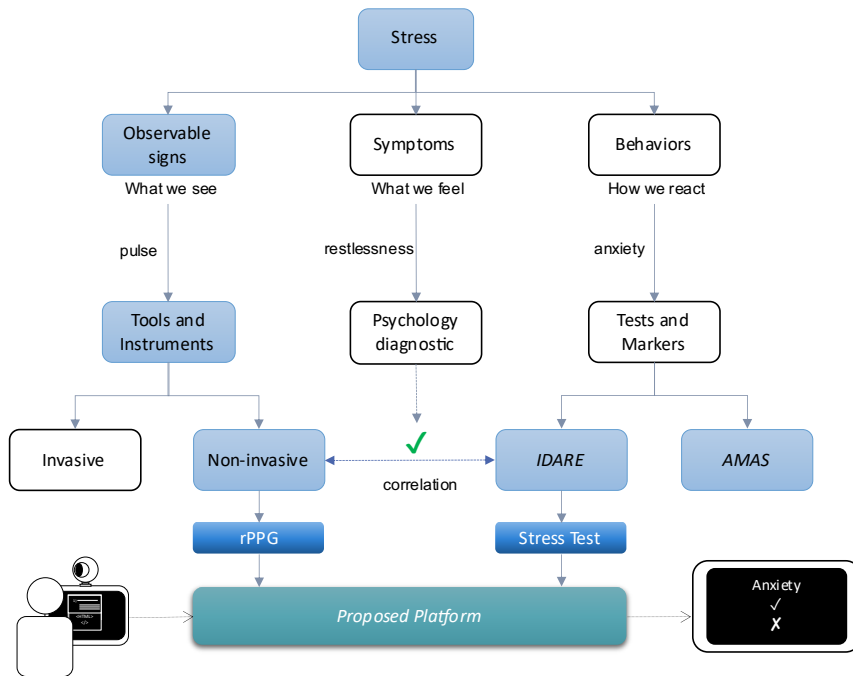 Stress
Observable
signs
Symptoms
Behaviors
What we see
What we feel
How we react
pulse
restlessness
anxiety
Tools and
Instruments
Psychology
diagnostic
Tests and
Markers
✓
Invasive
Non-invasive
IDARE
AMAS
correlation
rPPG
Stress Test
<HTML>
</>
Proposed Platform
Anxiety
✓
✗